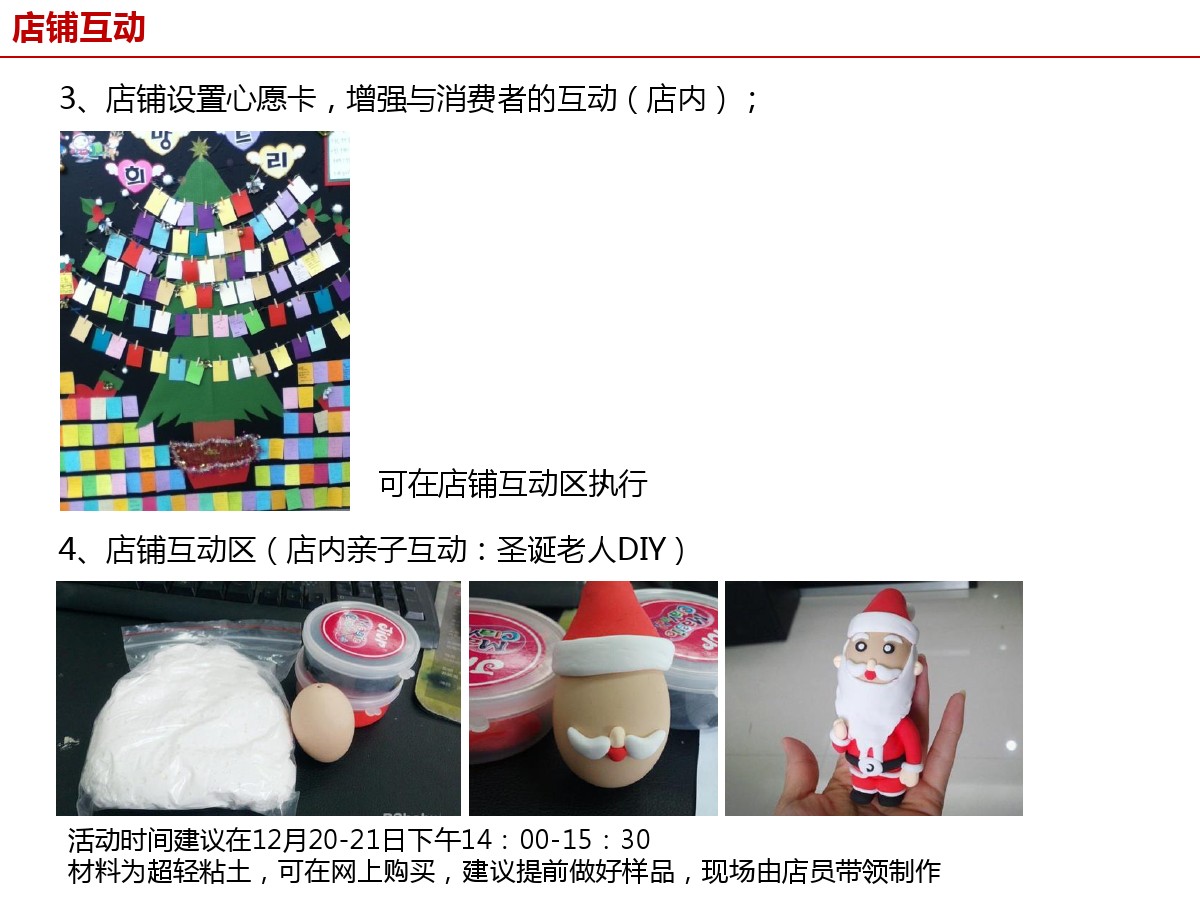 店铺互动
3、店铺设置心愿卡，增强与消费者的互动（店内）；
망
트
리
희
可在店铺互动区执行
4、店铺互动区（店内亲子互动：圣诞老人DIY）
活动时间建议在12月20-21日下午14：00-15：30
材料为超轻粘土，可在网上购买，建议提前做好样品，现场由店员带领制作